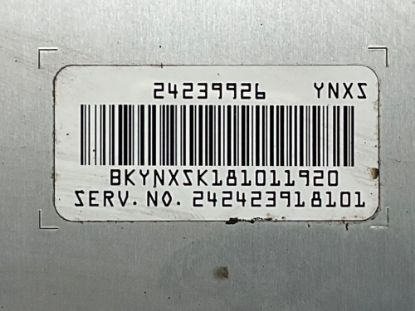 24239926 YNXS
BKYNXSK181011920
SERV. NO. 242423918101